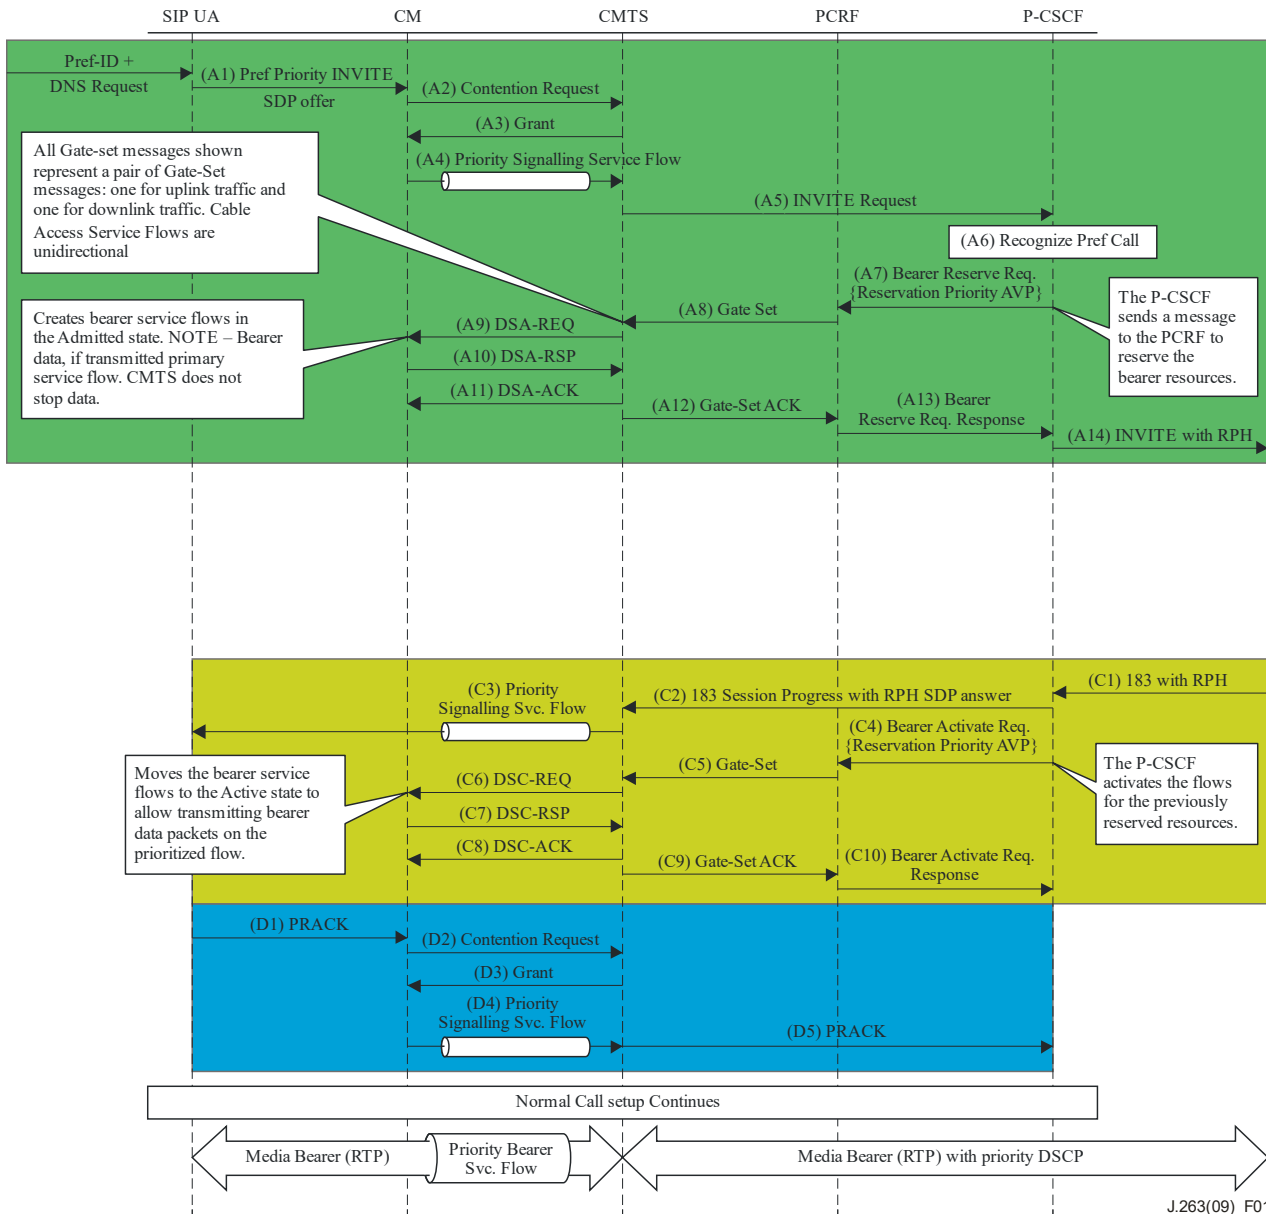 SIP UA
CM
CMTS
PCRF
P-CSCF
Pref-ID +
DNS Request
(A1) Pref Priority INVITE
SDP offer
(A2) Contention Request
(A3) Grant
All Gate-set messages shown
represent a pair of Gate-Set
messages: one for uplink traffic and
one for downlink traffic. Cable
Access Service Flows are
unidirectional
(A4) Priority Signalling Service Flow
(A5) INVITE Request
(A6) Recognize Pref Call
(A7) Bearer Reserve Req.
{Reservation Priority AVP}
(A8) Gate Set
The P-CSCF
sends a message
to the PCRF to
reserve the
bearer resources.
Creates bearer service flows in
the Admitted state. NOTE – Bearer
data, if transmitted primary
service flow. CMTS does not
stop data.
(A9) DSA-REQ
(A10) DSA-RSP
(A11) DSA-ACK
(A12) Gate-Set ACK
(A13) Bearer
Reserve Req. Response
(A14) INVITE with RPH
(C1) 183 with RPH
(C2) 183 Session Progress with RPH SDP answer
(C3) Priority
Signalling Svc. Flow
(C4) Bearer Activate Req.
{Reservation Priority AVP}
(C5) Gate-Set
The P-CSCF
activates the flows
for the previously
reserved resources.
Moves the bearer service
flows to the Active state to
allow transmitting bearer
data packets on the
prioritized flow.
(C6) DSC-REQ
(C7) DSC-RSP
(C8) DSC-ACK
(C9) Gate-Set ACK
(C10) Bearer Activate Req.
Response
(D1) PRACK
(D2) Contention Request
(D3) Grant
(D4) Priority
Signalling Svc. Flow
(D5) PRACK
Normal Call setup Continues
Media Bearer (RTP)
Priority Bearer
Svc. Flow
Media Bearer (RTP) with priority DSCP
J.263(09)_F01